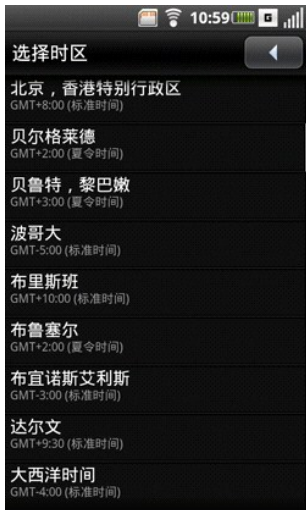 10:59
G
选择时区
北京，香港特别行政区
GMT+8:00 (标准时间)
贝尔格莱德
GMT+2:00 (夏令时间)
贝鲁特，黎巴嫩
GMT+3:00 (夏令时间)
波哥大
GMT-5:00 (标准时间)
布里斯班
GMT+10:00 (标准时间)
布鲁塞尔
GMT+2:00 (夏令时间)
布宜诺斯艾利斯
GMT-3:00 (标准时间)
达尔文
GMT+9:30 (标准时间)
大西洋时间
GMT-4:00 (标准时间)